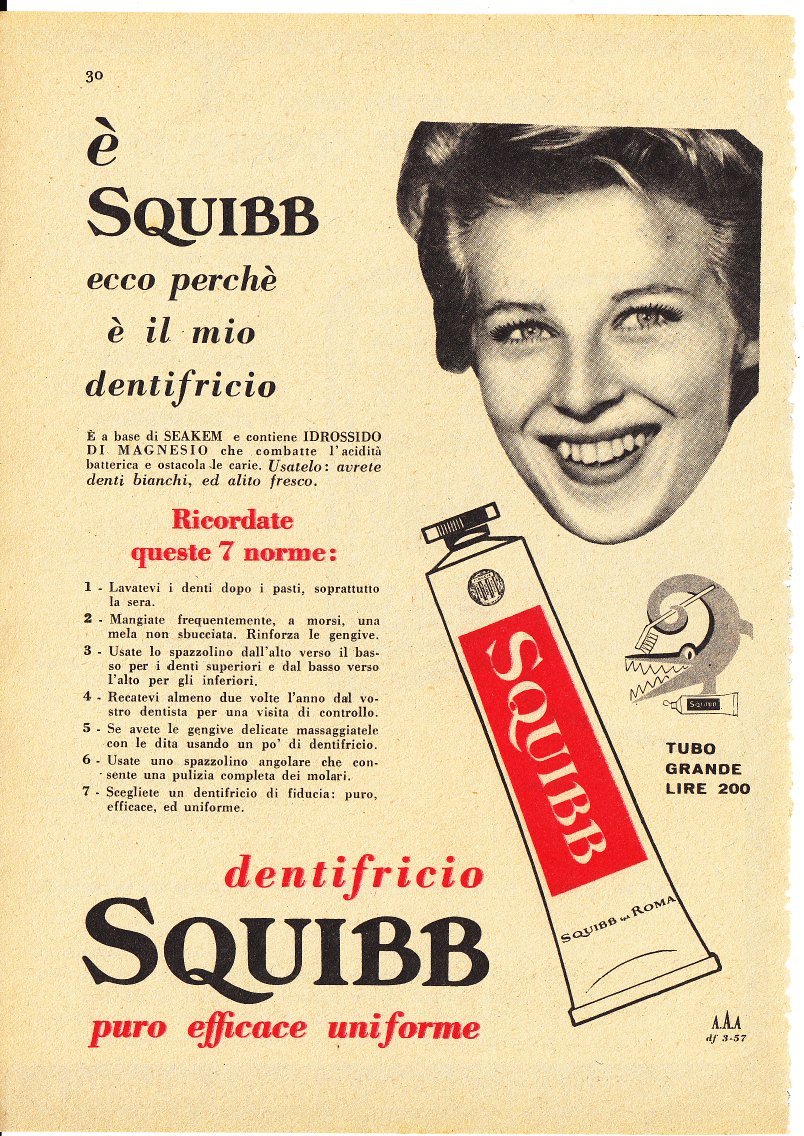 30
è
SQUIBB
ecco perchè
è il mio
dentifricio
È a base di SEAKEM e contiene IDROSSIDO
DI MAGNESIO che combatte l'acidità
batterica e ostacola le carie. Usatelo: avrete
denti bianchi, ed alito fresco.
Ricordate
queste 7 norme:
1 - Lavatevi i denti dopo i pasti, soprattutto
la sera.
2 - Mangiate frequentemente, a morsi, una
mela non sbucciata. Rinforza le gengive.
3 - Usate lo spazzolino dall'alto verso il bas-
so per i denti superiori e dal basso verso
l'alto per gli inferiori.
4 - Recatevi almeno due volte l'anno dal vo-
stro dentista per una visita di controllo.
5 - Se avete le gengive delicate massaggiatele
con le dita usando un po' di dentifricio.
6 - Usate uno spazzolino angolare che con-
sente una pulizia completa dei molari.
7 - Scegliete un dentifricio di fiducia: puro,
efficace, ed uniforme.
SQUIBB
SQUIBB SpA ROMA
SQUIBB
TUBO
GRANDE
LIRE 200
dentifricio
SQUIBB
puro efficace uniforme
A.A.A
df 3-57